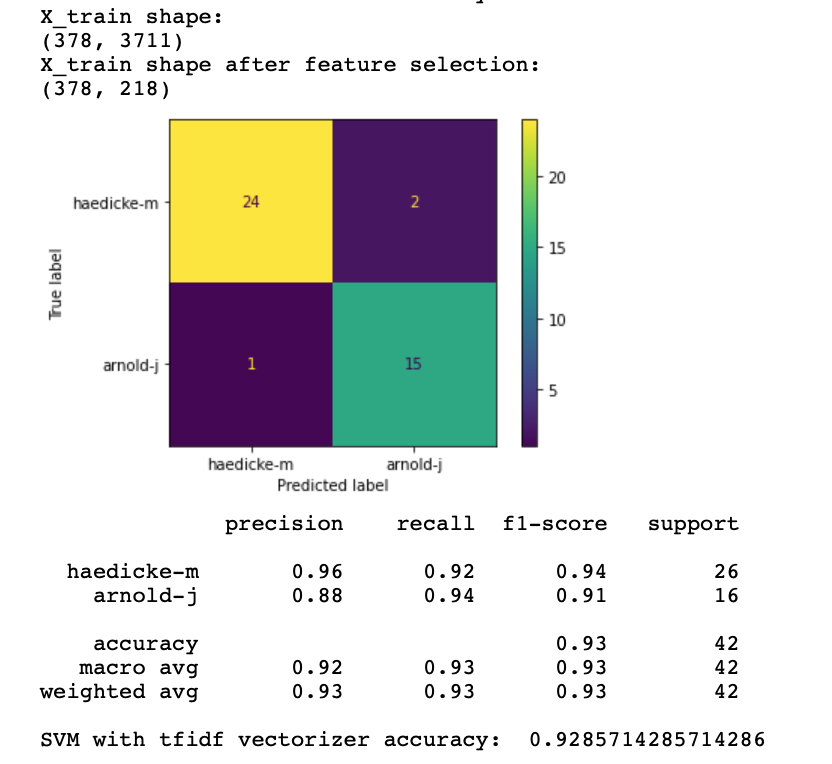 X_train shape:
(378, 3711)
X_train shape after feature selection:
(378, 218)
haedicke-m
24
2
20
15
True label
10
arnold-j
1
15
5
haedicke-m
arnold-j
Predicted label
precision recall f1-score support
haedicke-m 0.96 0.92 0.94 26
arnold-j 0.88 0.94 0.91 16
accuracy 0.93 42
macro avg 0.92 0.93 0.93 42
weighted avg 0.93 0.93 0.93 42
SVM with tfidf vectorizer accuracy: 0.9285714285714286